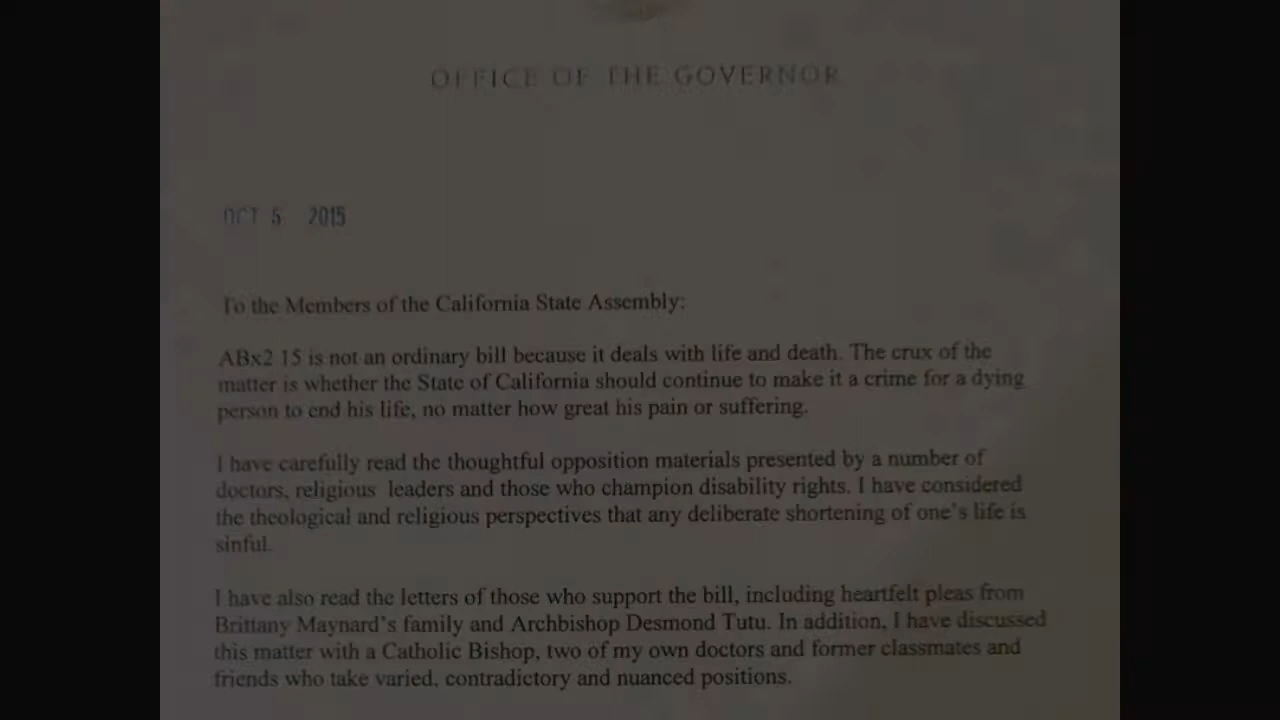 OFFICE OF THE GOVERNOR
OCT 5 2015
To the Members of the California State Assembly:
ABx2 15 is not an ordinary bill because it deals with life and death. The crux of the
matter is whether the State of California should continue to make it a crime for a dying
person to end his life, no matter how great his pain or suffering.
I have carefully read the thoughtful opposition materials presented by a number of
doctors, religious leaders and those who champion disability rights. I have considered
the theological and religious perspectives that any deliberate shortening of one's life is
sinful.
I have also read the letters of those who support the bill, including heartfelt pleas from
Brittany Maynard's family and Archbishop Desmond Tutu. In addition, I have discussed
this matter with a Catholic Bishop, two of my own doctors and former classmates and
friends who take varied, contradictory and nuanced positions.